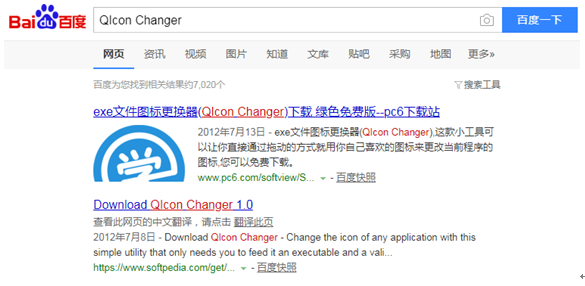 Bai du 百度 QIcon Changer 百度一下
网页 资讯 视频 图片 知道 文库 贴吧 采购 地图 更多»
百度为您找到相关结果约7,020个 搜索工具
exe文件图标更换器(QIcon Changer)下载 绿色免费版--pc6下载站
学
2012年7月13日 - exe文件图标更换器(QIcon Changer),这款小工具可
以让你直接通过拖动的方式就用你自己喜欢的图标来更改当前程序的
图标,您可以免费下载。
www.pc6.com/softview/S... - 百度快照
Download QIcon Changer 1.0
查看此网页的中文翻译，请点击 翻译此页
2012年7月8日 - Download QIcon Changer - Change the icon of any application with this
simple utility that only needs you to feed it an executable and a vali...
https://www.softpedia.com/get/... - 百度快照